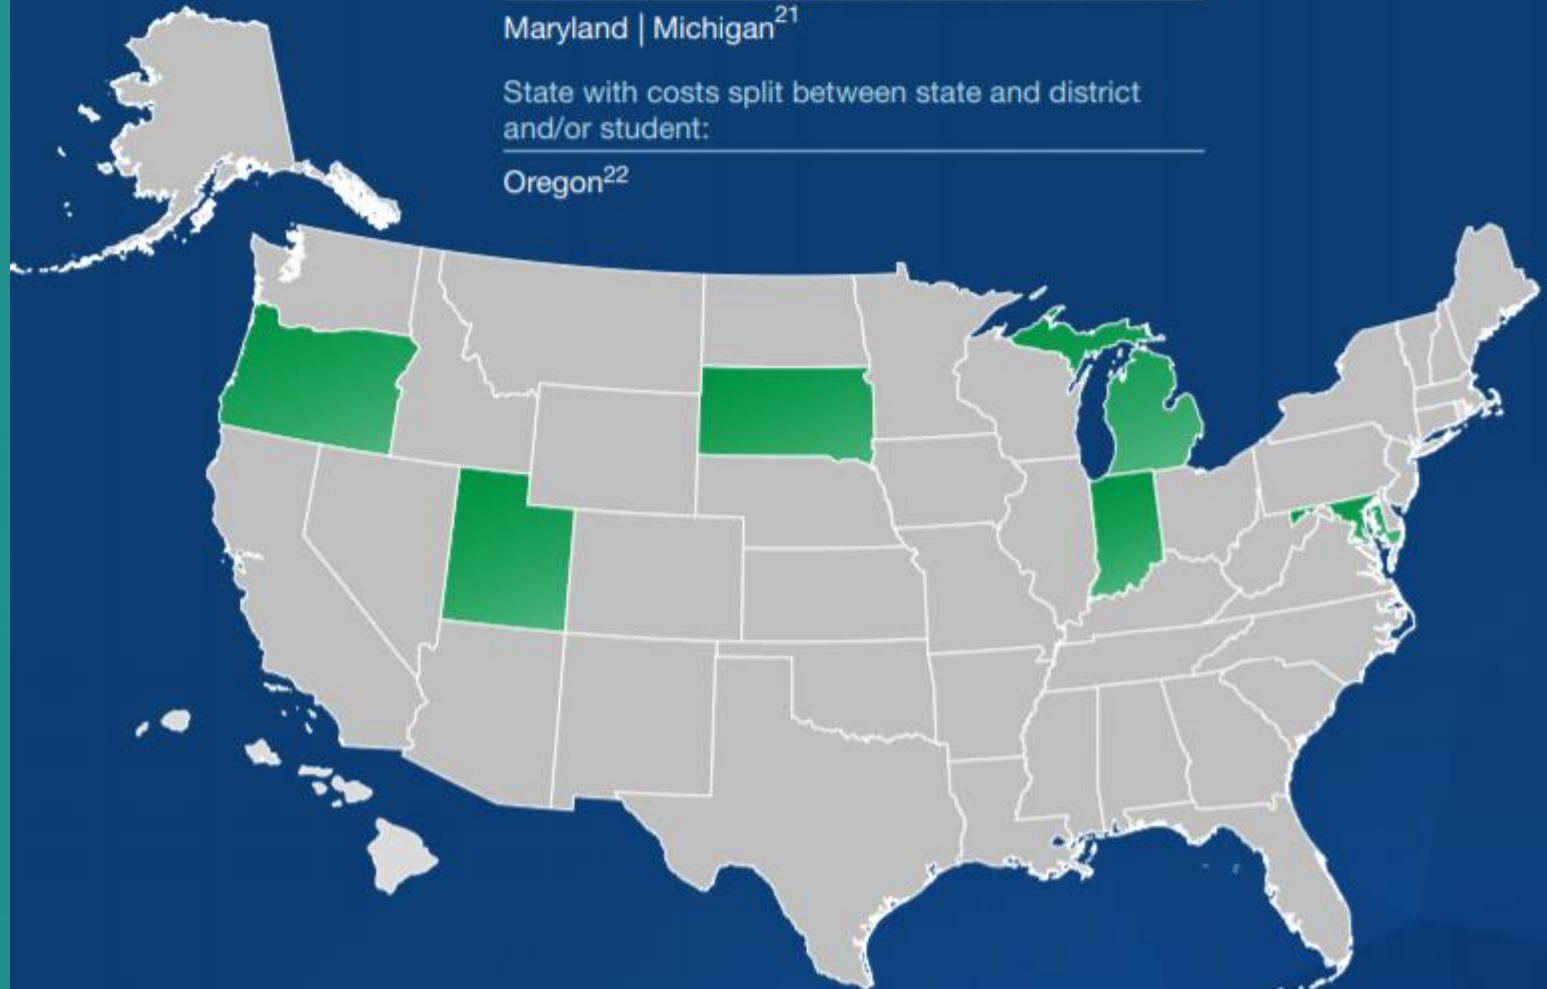 Maryland | Michigan²¹
State with costs split between state and district
and/or student:
Oregon²²